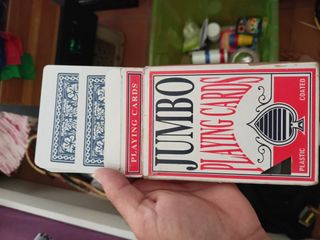 PLAYING CARDS
JUMBO
PLAYING CARDS
A
PLASTIC COATED